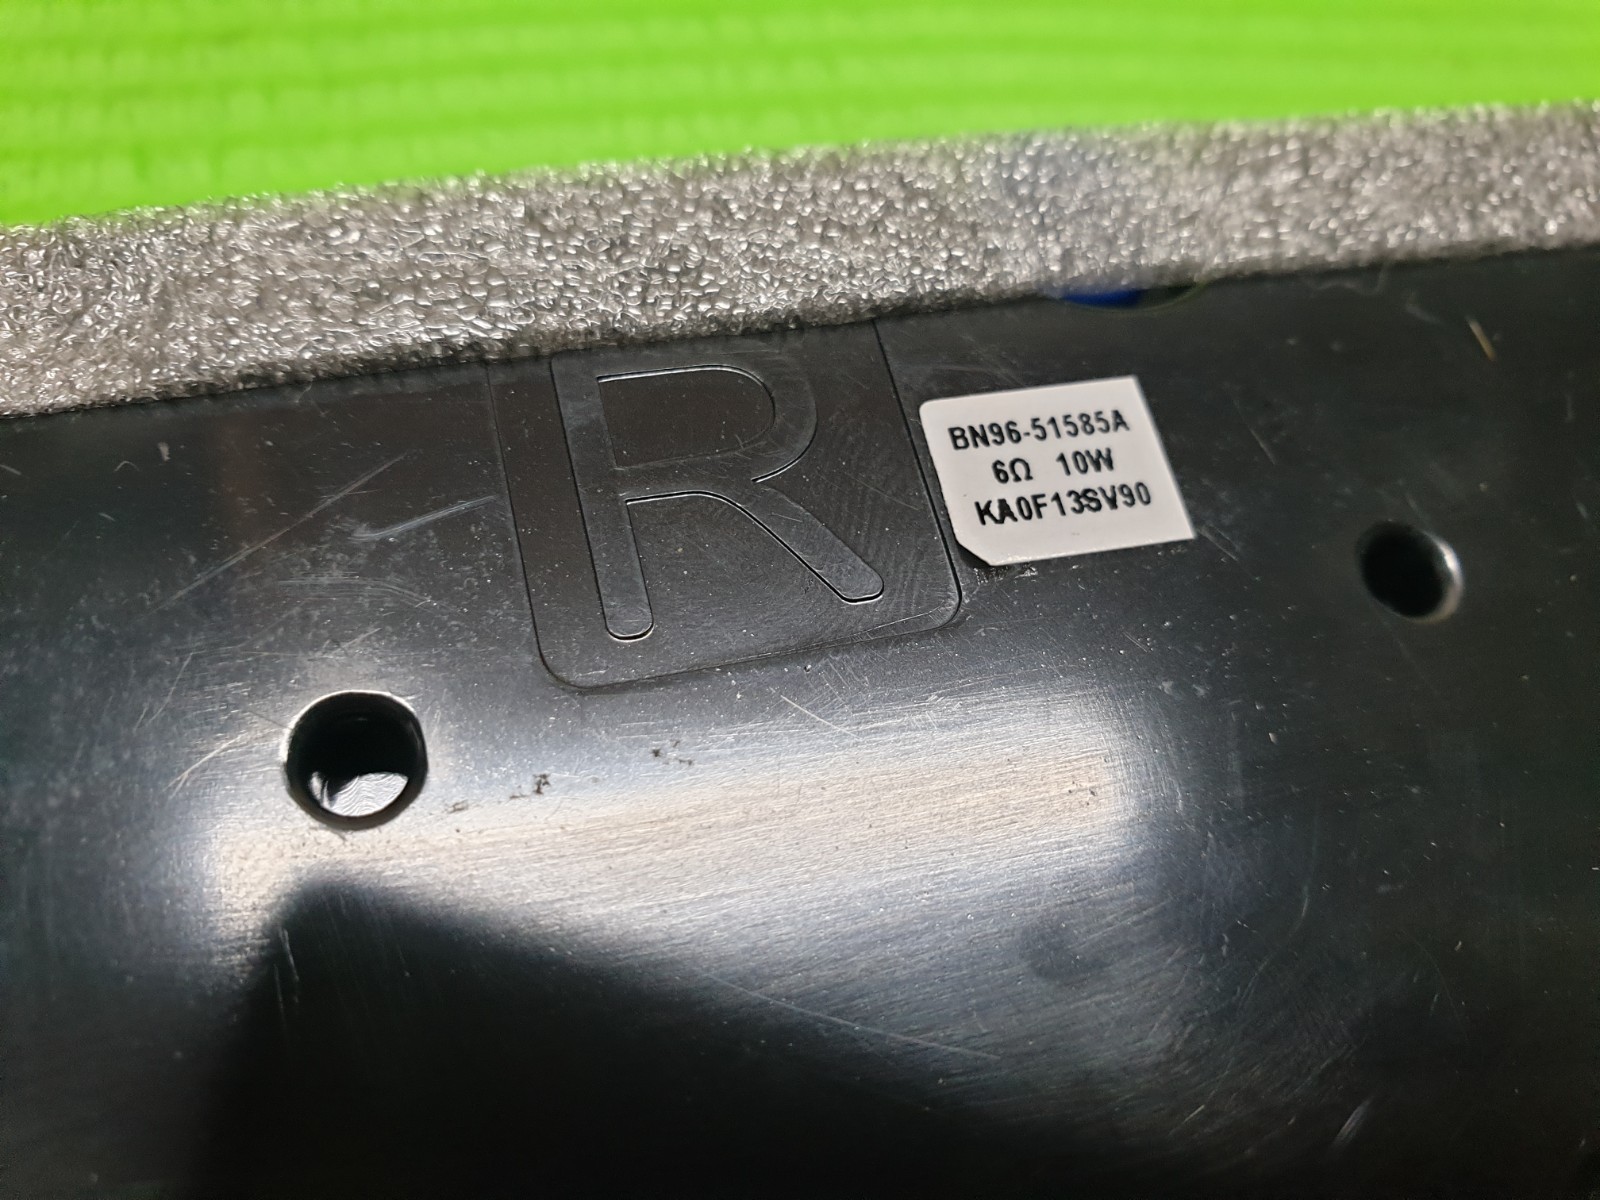 R
BN96-51585A
6Ω 10W
KA0F13SV90